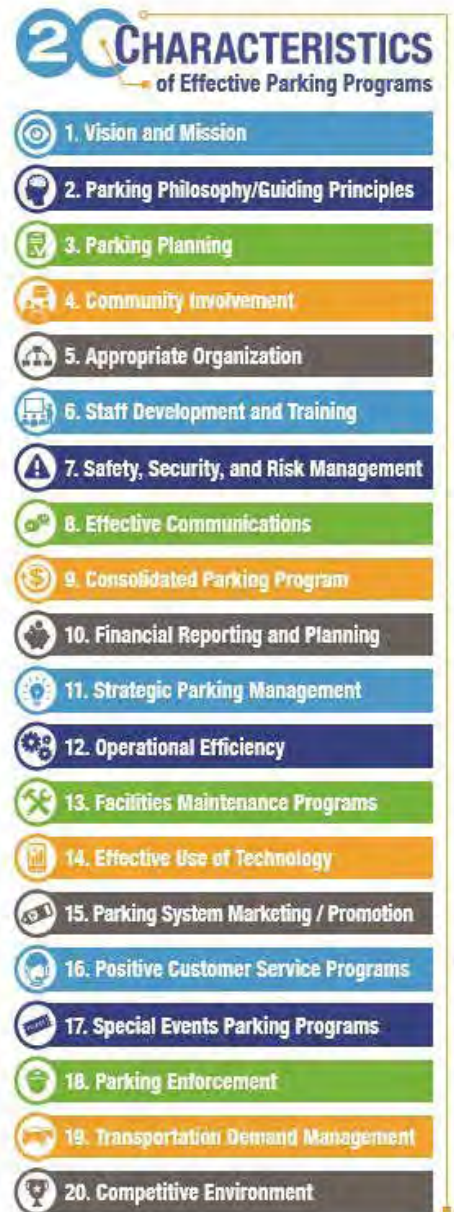 20 CHARACTERISTICS
of Effective Parking Programs
1. Vision and Mission
2. Parking Philosophy/Guiding Principles
3. Parking Planning
4. Community Involvement
5. Appropriate Organization
6. Staff Development and Training
7. Safety, Security, and Risk Management
8. Effective Communications
9. Consolidated Parking Program
10. Financial Reporting and Planning
11. Strategic Parking Management
12. Operational Efficiency
13. Facilities Maintenance Programs
14. Effective Use of Technology
15. Parking System Marketing / Promotion
16. Positive Customer Service Programs
17. Special Events Parking Programs
18. Parking Enforcement
19. Transportation Demand Management
20. Competitive Environment